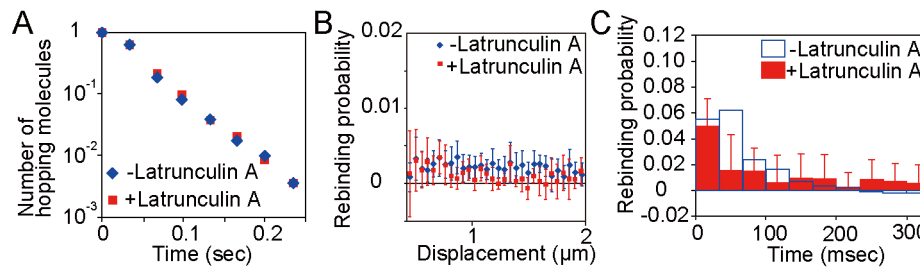 A
Number of
hopping molecules
1
10-1
10-2
10-3
-Latrunculin A
+Latrunculin A
0
0.1
0.2
Time (sec)
B
Rebinding probability
0.02
0.01
0
-Latrunculin A
+Latrunculin A
1
2
Displacement (µm)
C
Rebinding probability
0.12
0.10
0.08
0.06
0.04
0.02
0
-0.02
-Latrunculin A
+Latrunculin A
0
100
200
300
Time (msec)